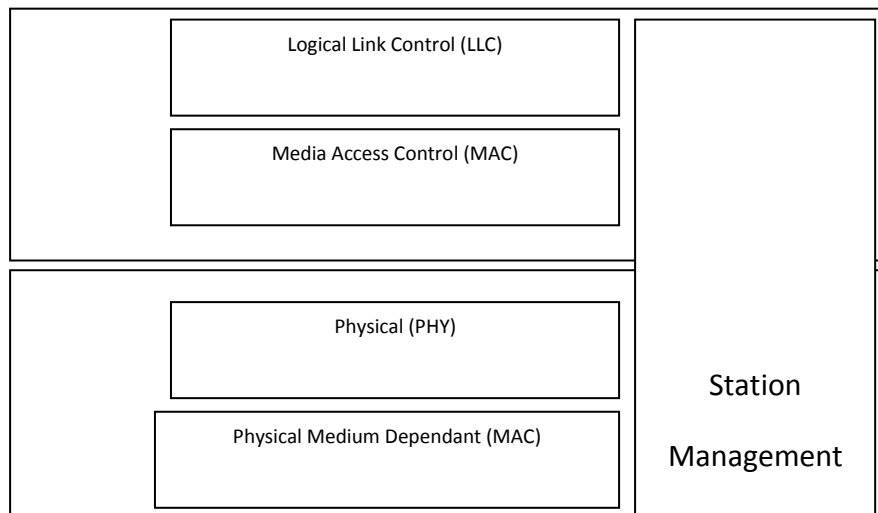 Logical Link Control (LLC)
Media Access Control (MAC)
Physical (PHY)
Physical Medium Dependant (MAC)
Station
Management